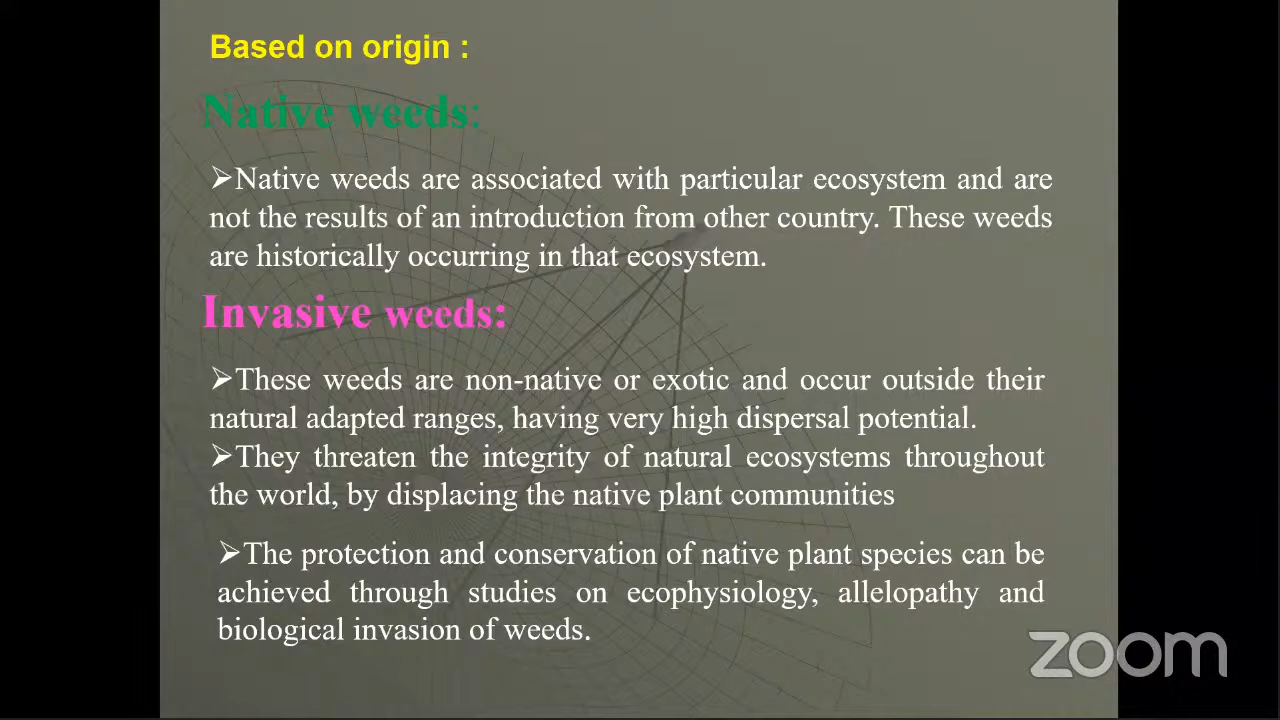 Based on origin :
Native weeds:
➢Native weeds are associated with particular ecosystem and are
not the results of an introduction from other country. These weeds
are historically occurring in that ecosystem.
Invasive weeds:
➢These weeds are non-native or exotic and occur outside their
natural adapted ranges, having very high dispersal potential.
➢They threaten the integrity of natural ecosystems throughout
the world, by displacing the native plant communities
➢The protection and conservation of native plant species can be
achieved through studies on ecophysiology, allelopathy and
biological invasion of weeds.
zoom